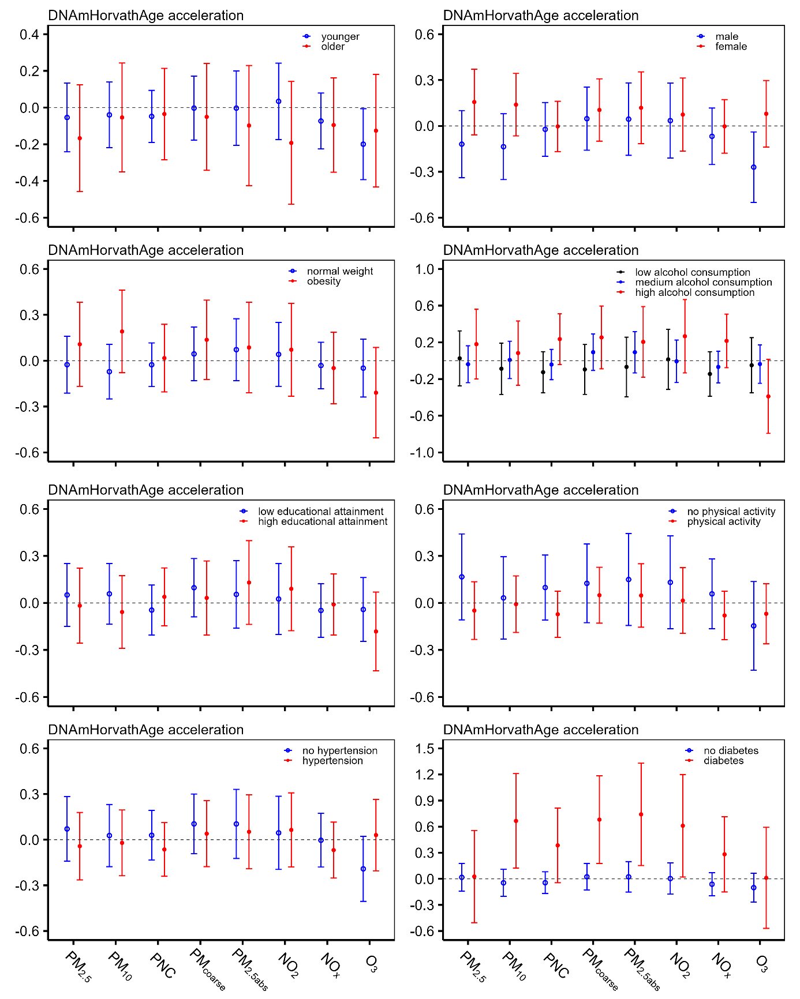 DNAmHorvathAge acceleration
younger
older
0.4
0.2
0.0
-0.2
-0.4
-0.6
DNAmHorvathAge acceleration
male
female
0.6
0.3
0.0
-0.3
-0.6
DNAmHorvathAge acceleration
normal weight
obesity
0.6
0.3
0.0
-0.3
-0.6
DNAmHorvathAge acceleration
low alcohol consumption
medium alcohol consumption
high alcohol consumption
1.0
0.6
0.2
-0.2
-0.6
-1.0
DNAmHorvathAge acceleration
low educational attainment
high educational attainment
0.6
0.3
0.0
-0.3
-0.6
DNAmHorvathAge acceleration
no physical activity
physical activity
0.6
0.3
0.0
-0.3
-0.6
DNAmHorvathAge acceleration
no hypertension
hypertension
0.6
0.3
0.0
-0.3
-0.6
PM2.5
PM10
PNC
PMcoarse
PM2.5abs
NO2
NOx
O3
DNAmHorvathAge acceleration
no diabetes
diabetes
1.5
1.2
0.9
0.6
0.3
0.0
-0.3
-0.6
PM2.5
PM10
PNC
PMcoarse
PM2.5abs
NO2
NOx
O3